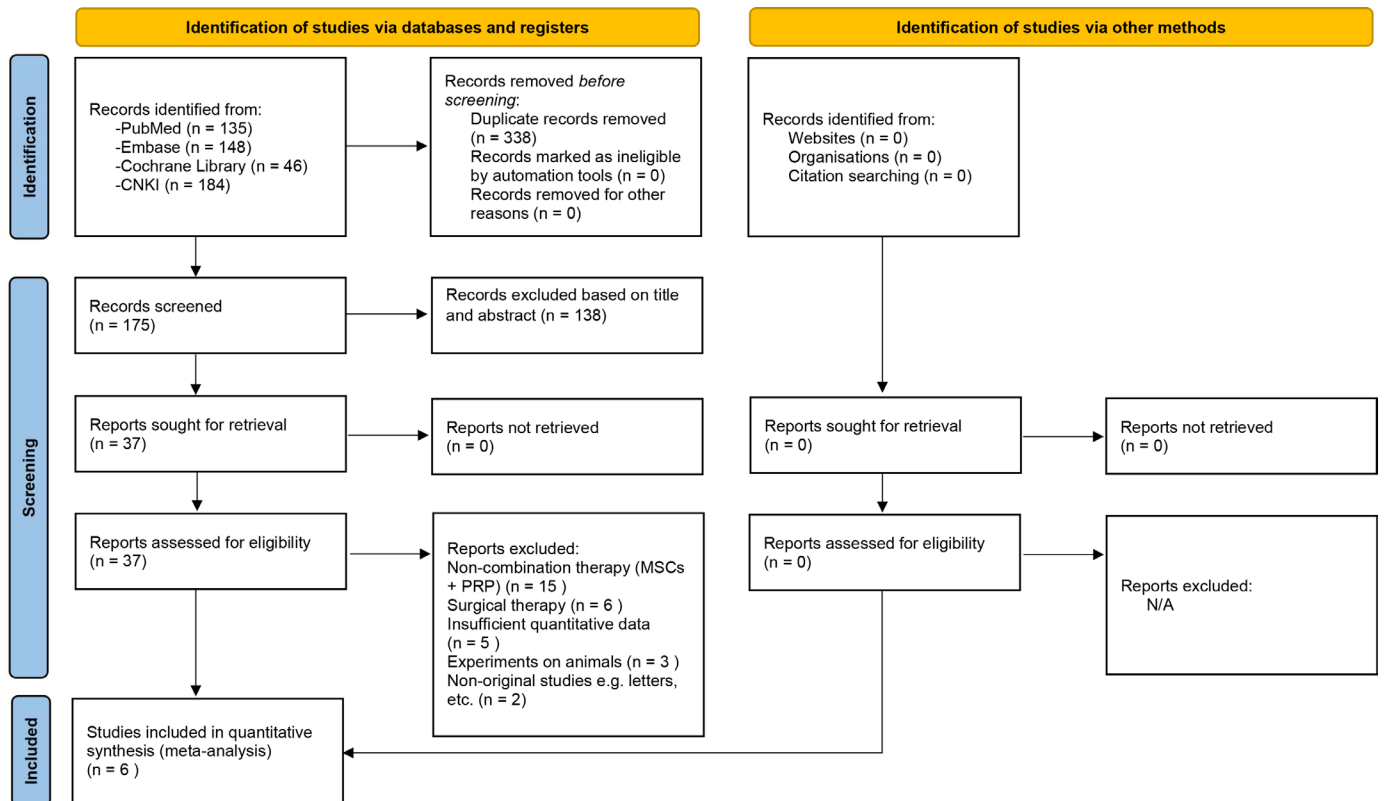 Identification of studies via databases and registers
Identification of studies via other methods
Identification
Records identified from:
-PubMed (n = 135)
-Embase (n = 148)
-Cochrane Library (n = 46)
-CNKI (n = 184)
Records removed before
screening:
Duplicate records removed
(n = 338)
Records marked as ineligible
by automation tools (n = 0)
Records removed for other
reasons (n = 0)
Records identified from:
Websites (n = 0)
Organisations (n = 0)
Citation searching (n = 0)
Screening
Records screened
(n = 175)
Records excluded based on title
and abstract (n = 138)
Reports sought for retrieval
(n = 37)
Reports not retrieved
(n = 0)
Reports sought for retrieval
(n = 0)
Reports not retrieved
(n = 0)
Reports assessed for eligibility
(n = 37)
Reports excluded:
Non-combination therapy (MSCs
+ PRP) (n = 15 )
Surgical therapy (n = 6 )
Insufficient quantitative data
(n = 5 )
Experiments on animals (n = 3 )
Non-original studies e.g. letters,
etc. (n = 2)
Reports assessed for eligibility
(n = 0)
Reports excluded:
N/A
Included
Studies included in quantitative
synthesis (meta-analysis)
(n = 6 )